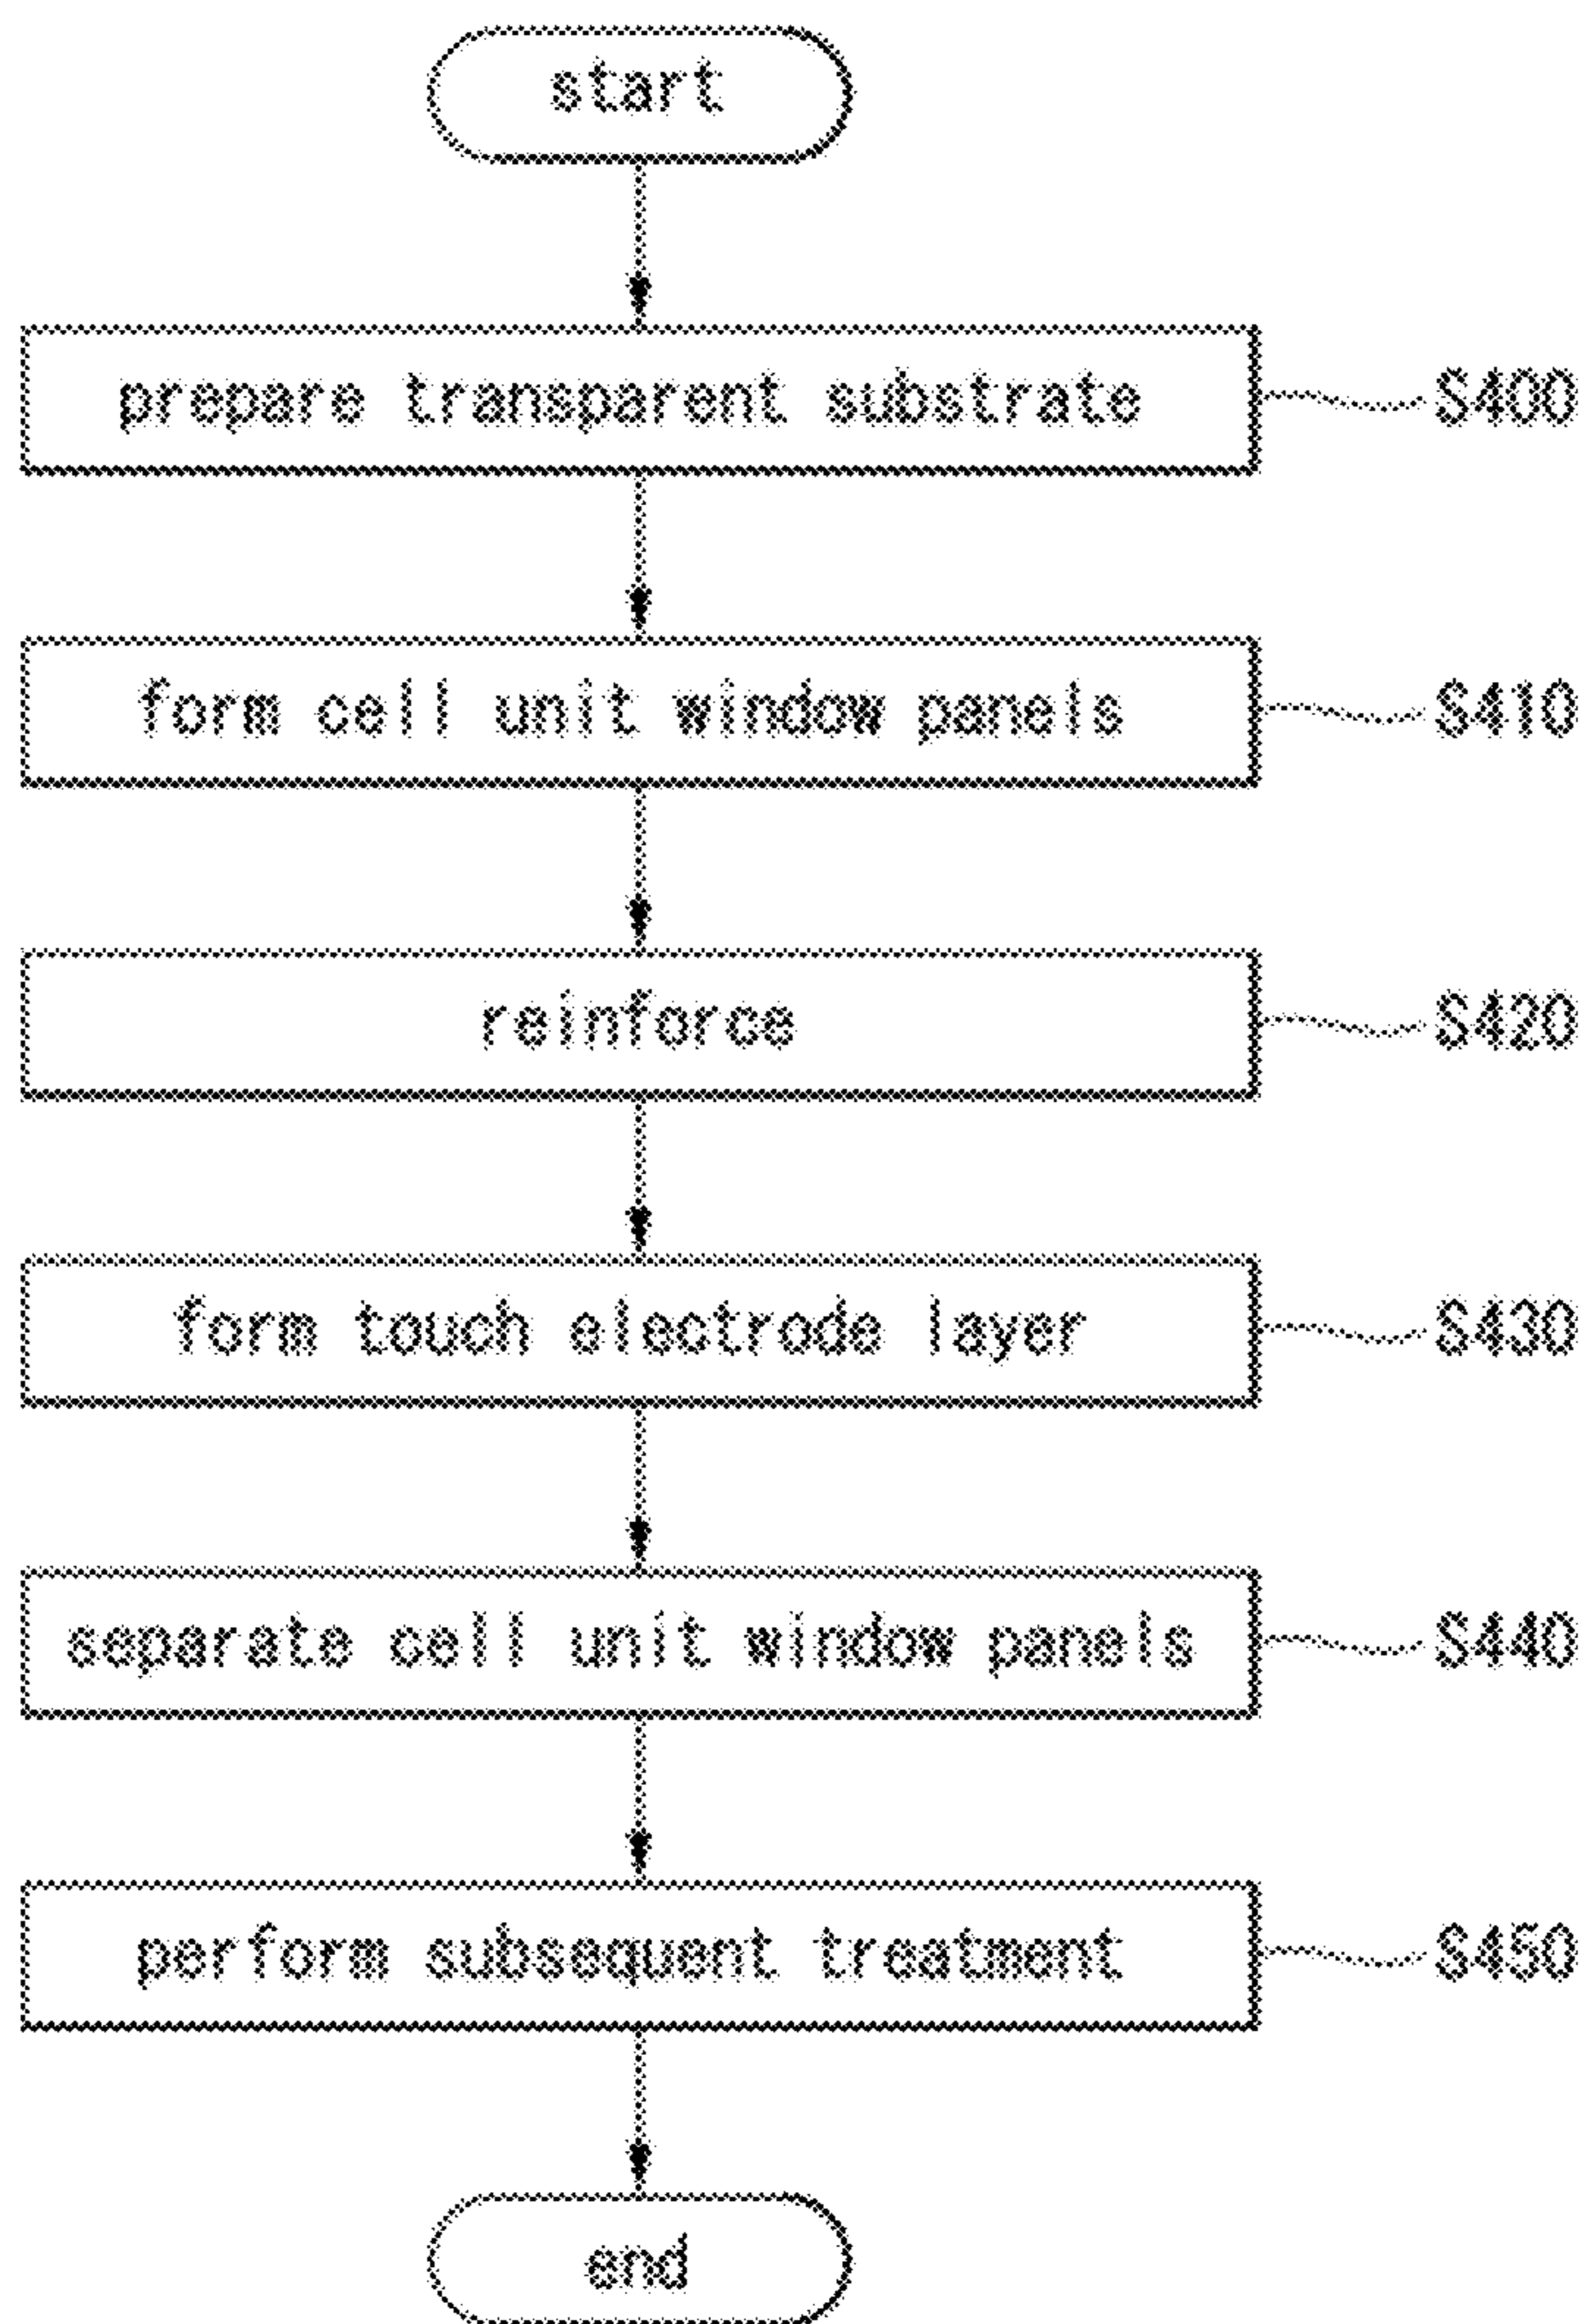 start
prepare transparent substrate S400
form cell unit window panels S410
reinforce S420
form touch electrode layer S430
separate cell unit window panels S440
perform subsequent treatment S450
end